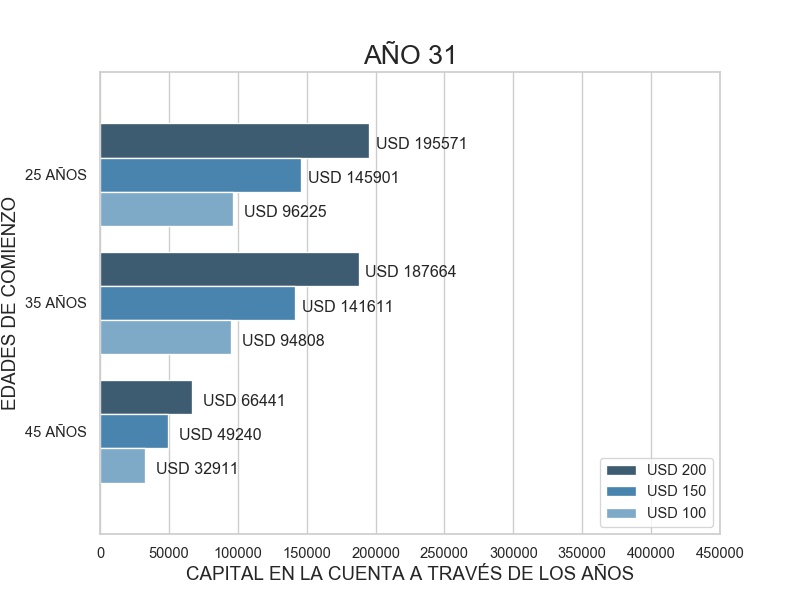 AÑO 31
EDADES DE COMIENZO
25 AÑOS
USD 195571
USD 145901
USD 96225
35 AÑOS
USD 187664
USD 141611
USD 94808
45 AÑOS
USD 66441
USD 49240
USD 32911
USD 200
USD 150
USD 100
0 50000 100000 150000 200000 250000 300000 350000 400000 450000
CAPITAL EN LA CUENTA A TRAVÉS DE LOS AÑOS